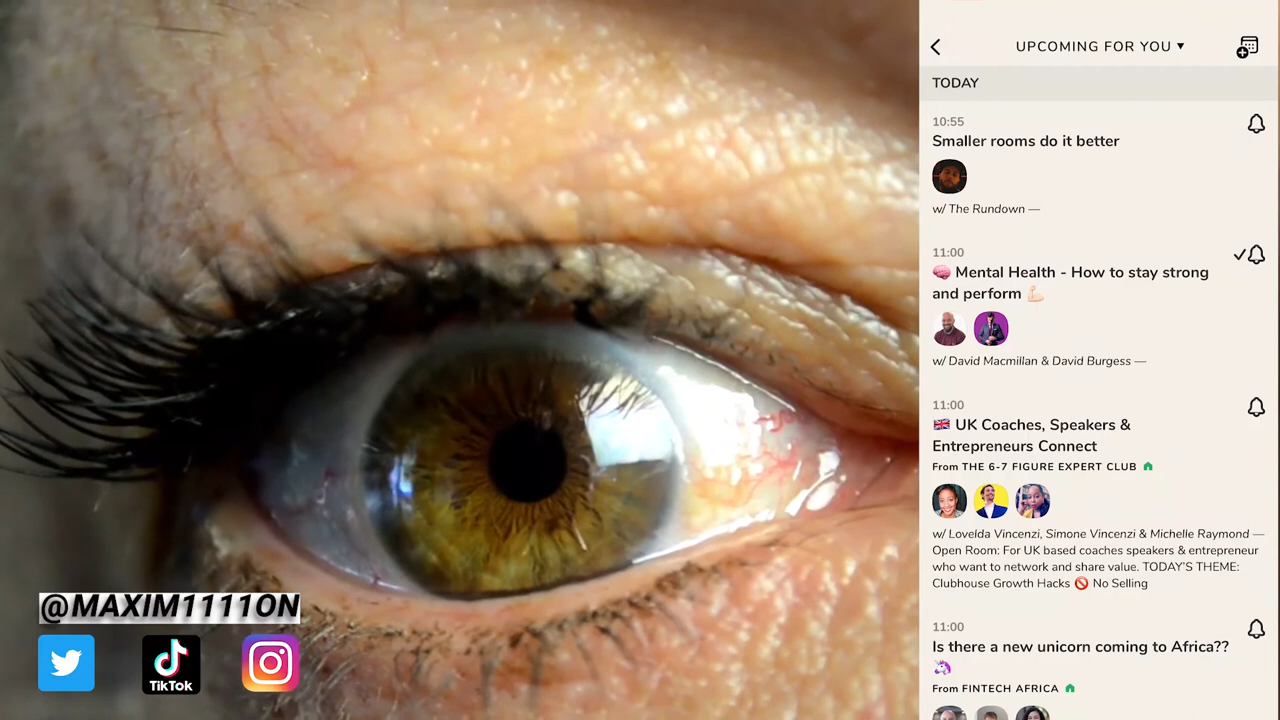 UPCOMING FOR YOU ▾
TODAY
10:55
Smaller rooms do it better
w/ The Rundown —
11:00
🧠 Mental Health - How to stay strong
and perform 💪🏻
w/ David Macmillan & David Burgess —
11:00
🇬🇧 UK Coaches, Speakers &
Entrepreneurs Connect
From THE 6-7 FIGURE EXPERT CLUB
w/ Lovelda Vincenzi, Simone Vincenzi & Michelle Raymond —
Open Room: For UK based coaches speakers & entrepreneur
who want to network and share value. TODAY'S THEME:
Clubhouse Growth Hacks 🚫 No Selling
11:00
Is there a new unicorn coming to Africa??
🦄
From FINTECH AFRICA
@MAXIM1111ON
TikTok